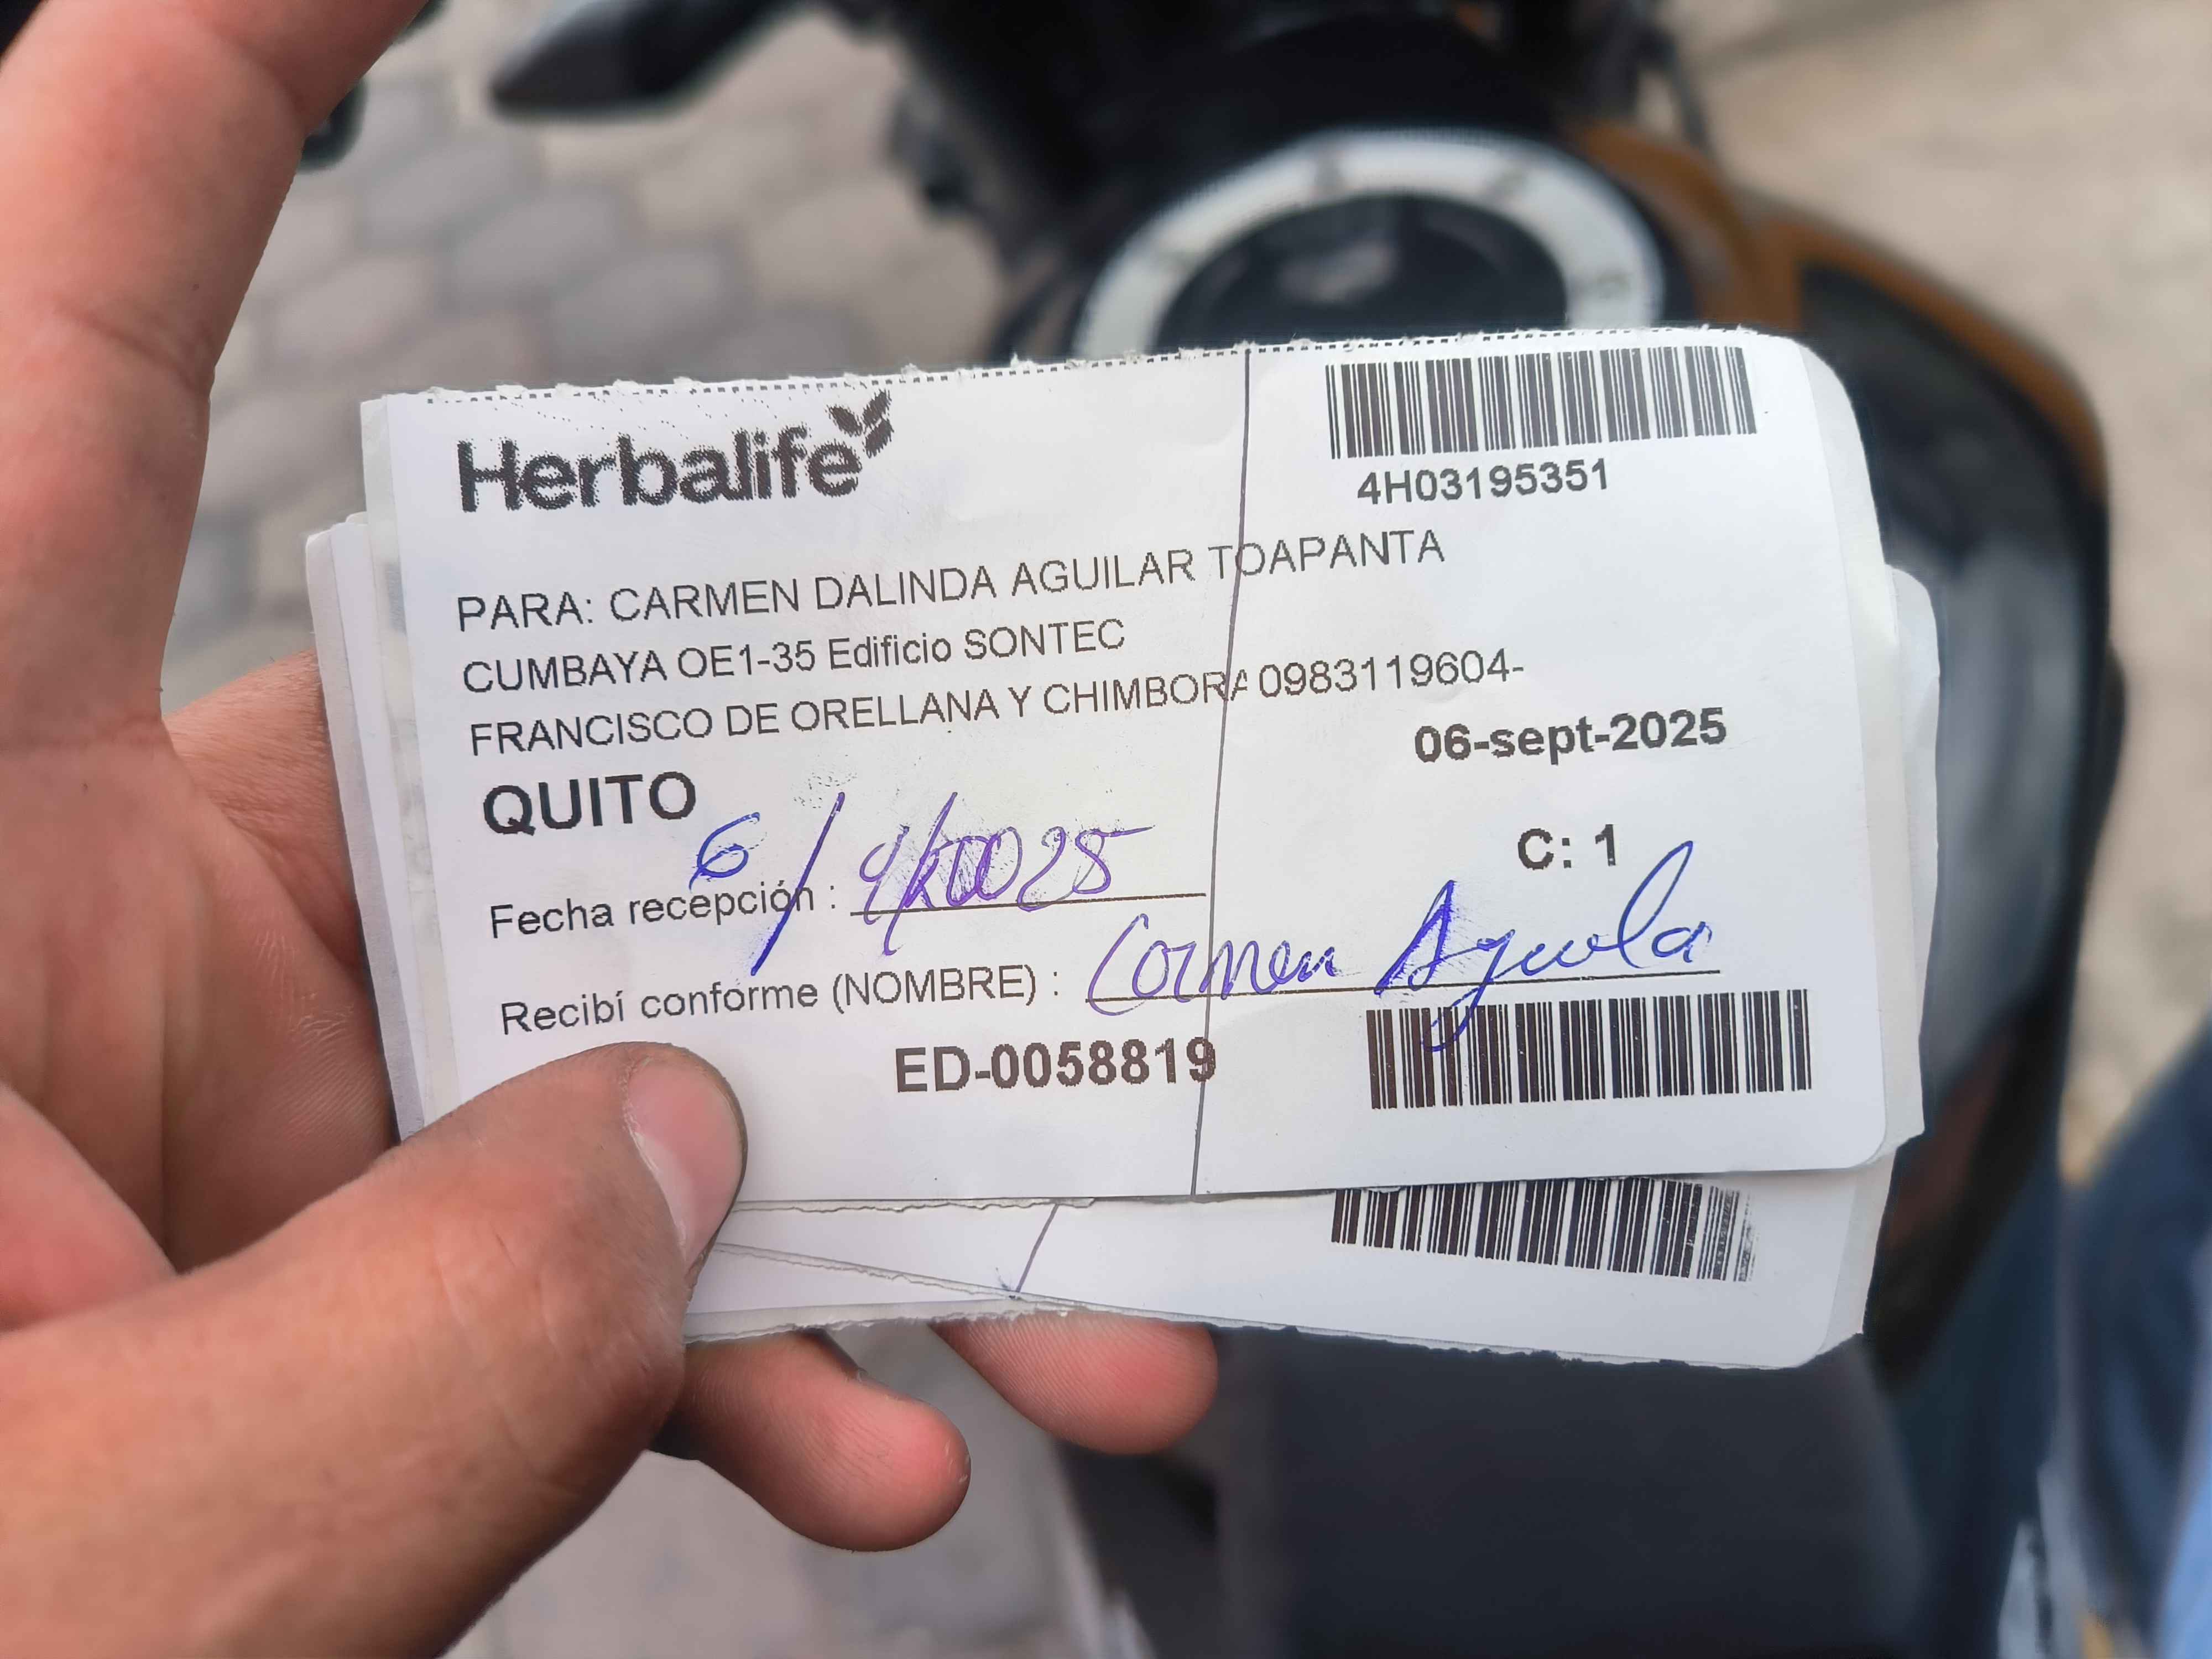 Herbalife
4H03195351
PARA: CARMEN DALINDA AGUILAR TOAPANTA
CUMBAYA OE1-35 Edificio SONTEC
FRANCISCO DE ORELLANA Y CHIMBORA 0983119604-
06-sept-2025
QUITO
C: 1
Fecha recepción : 6/9/2025
Recibí conforme (NOMBRE) : Carmen Aguila
ED-0058819